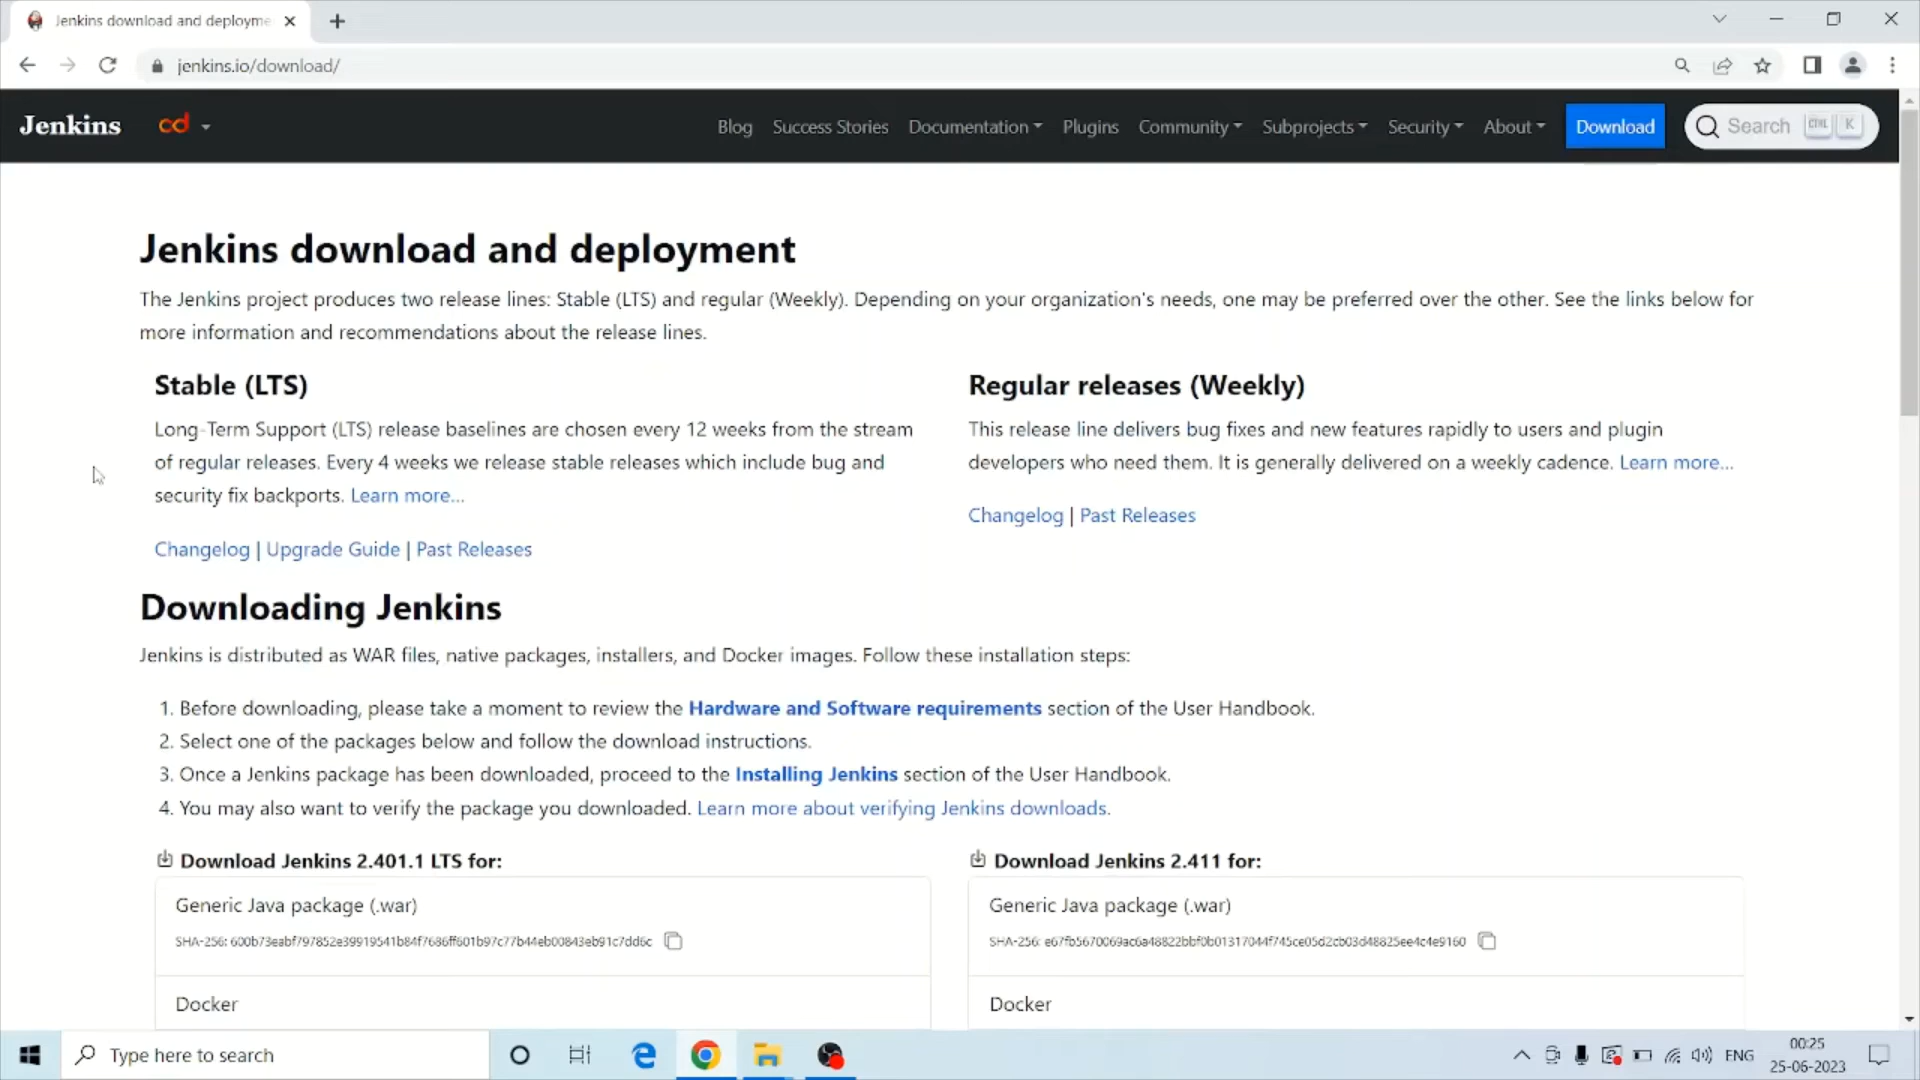 Jenkins download and deployme
jenkins.io/download/
Jenkins
cd
Blog
Success Stories
Documentation
Plugins
Community
Subprojects
Security
About
Download
Search
CTRL
K
Jenkins download and deployment
The Jenkins project produces two release lines: Stable (LTS) and regular (Weekly). Depending on your organization's needs, one may be preferred over the other. See the links below for
more information and recommendations about the release lines.
Stable (LTS)
Long-Term Support (LTS) release baselines are chosen every 12 weeks from the stream
of regular releases. Every 4 weeks we release stable releases which include bug and
security fix backports. Learn more...
Changelog | Upgrade Guide | Past Releases
Regular releases (Weekly)
This release line delivers bug fixes and new features rapidly to users and plugin
developers who need them. It is generally delivered on a weekly cadence. Learn more...
Changelog | Past Releases
Downloading Jenkins
Jenkins is distributed as WAR files, native packages, installers, and Docker images. Follow these installation steps:
1. Before downloading, please take a moment to review the Hardware and Software requirements section of the User Handbook.
2. Select one of the packages below and follow the download instructions.
3. Once a Jenkins package has been downloaded, proceed to the Installing Jenkins section of the User Handbook.
4. You may also want to verify the package you downloaded. Learn more about verifying Jenkins downloads.
Download Jenkins 2.401.1 LTS for:
Generic Java package (.war)
SHA-256: 600b73eabf797852e39919541b84f7686ff601b97c77b44eb00843eb91c7dd6c
Docker
Download Jenkins 2.411 for:
Generic Java package (.war)
SHA-256: e67fb5670069ac6a48822bbf0b01317044f745ce05d2cb03d48825ee4c4e9160
Docker
Type here to search
ENG
00:25
25-06-2023